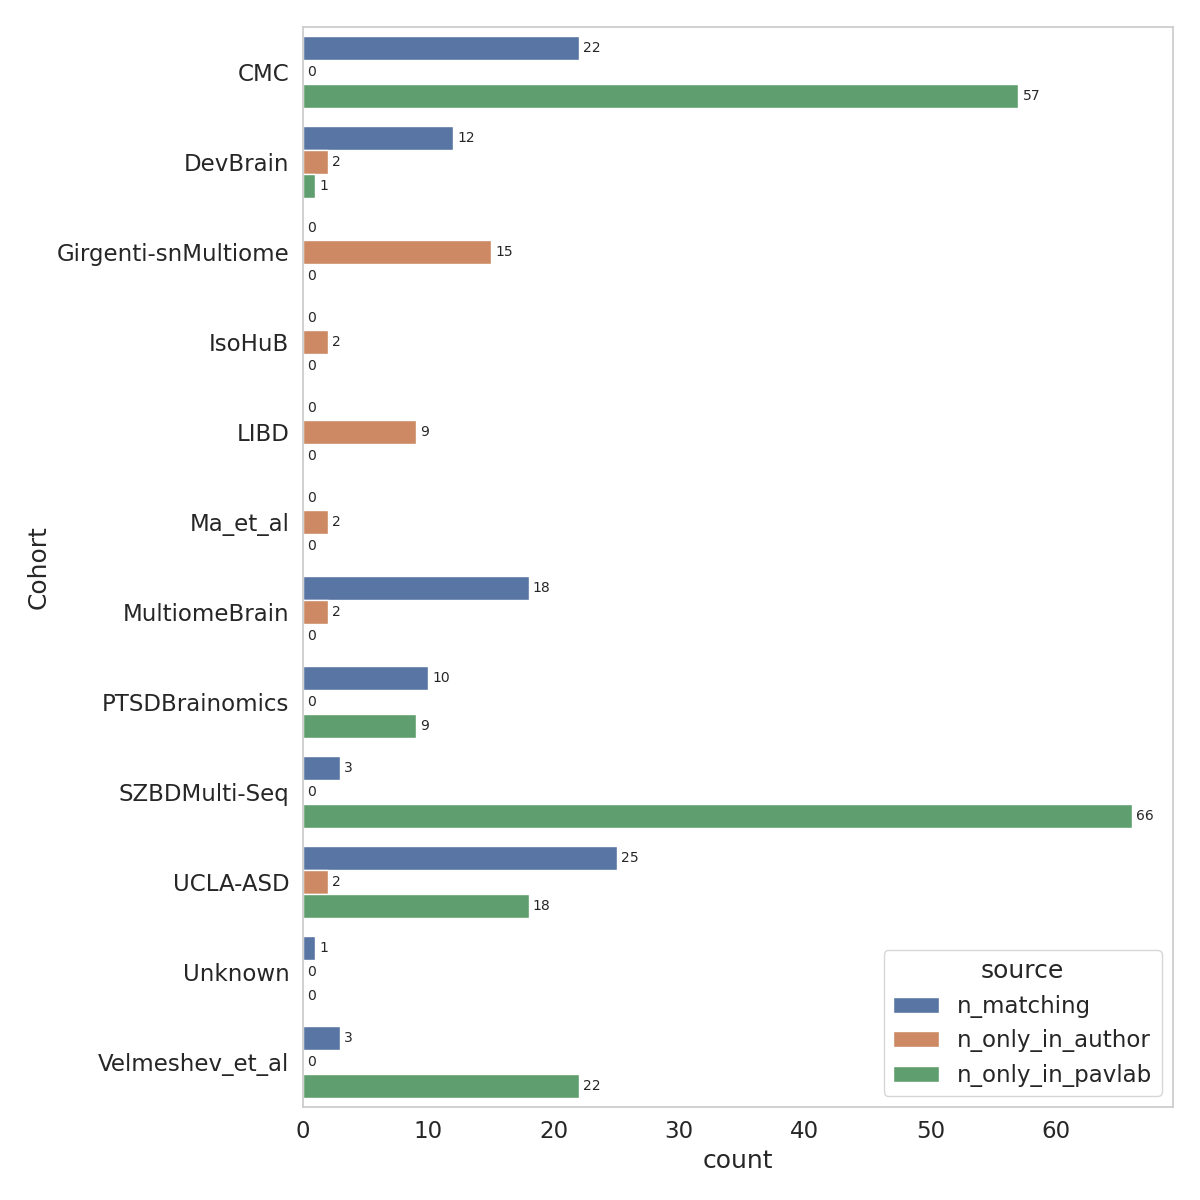 CMC
22
0
57
DevBrain
12
2
1
Girgenti-snMultiome
0
15
0
IsoHuB
0
2
0
LIBD
0
9
0
Ma_et_al
0
2
0
MultiomeBrain
18
2
0
PTSDBrainomics
10
0
9
SZBDMulti-Seq
3
0
66
UCLA-ASD
25
2
18
Unknown
1
0
0
Velmeshev_et_al
3
0
22
Cohort
0 10 20 30 40 50 60
count
source
n_matching
n_only_in_author
n_only_in_pavlab